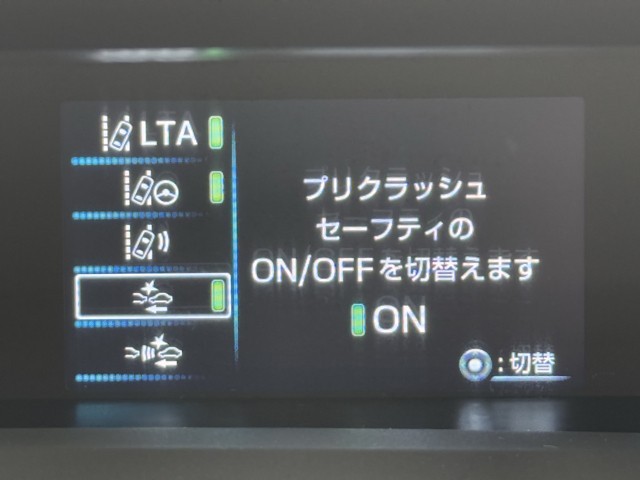 LTA
プリクラッシュ
セーフティの
ON/OFFを切替えます
ON
:切替